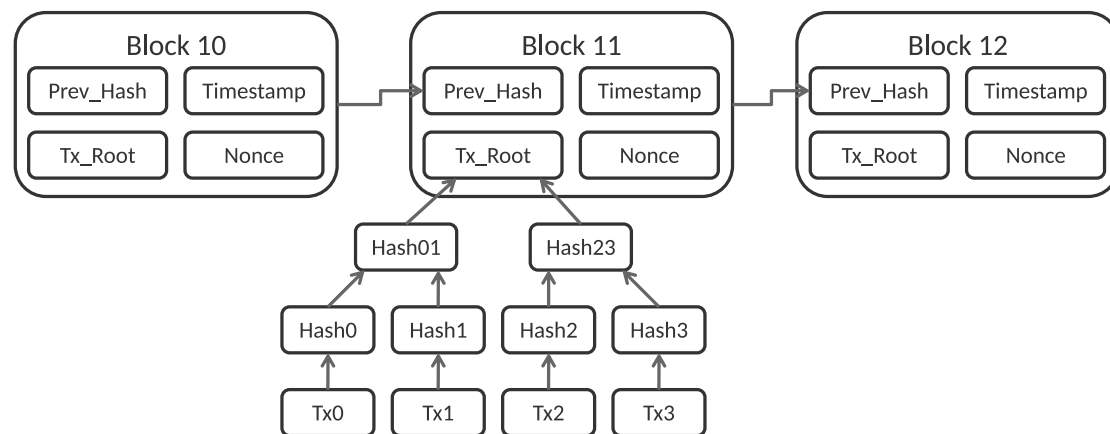 Block 10
Block 11
Block 12
Prev_Hash
Timestamp
Prev_Hash
Timestamp
Prev_Hash
Timestamp
Tx_Root
Nonce
Tx_Root
Nonce
Tx_Root
Nonce
Hash01
Hash23
Hash0
Hash1
Hash2
Hash3
Tx0
Tx1
Tx2
Tx3